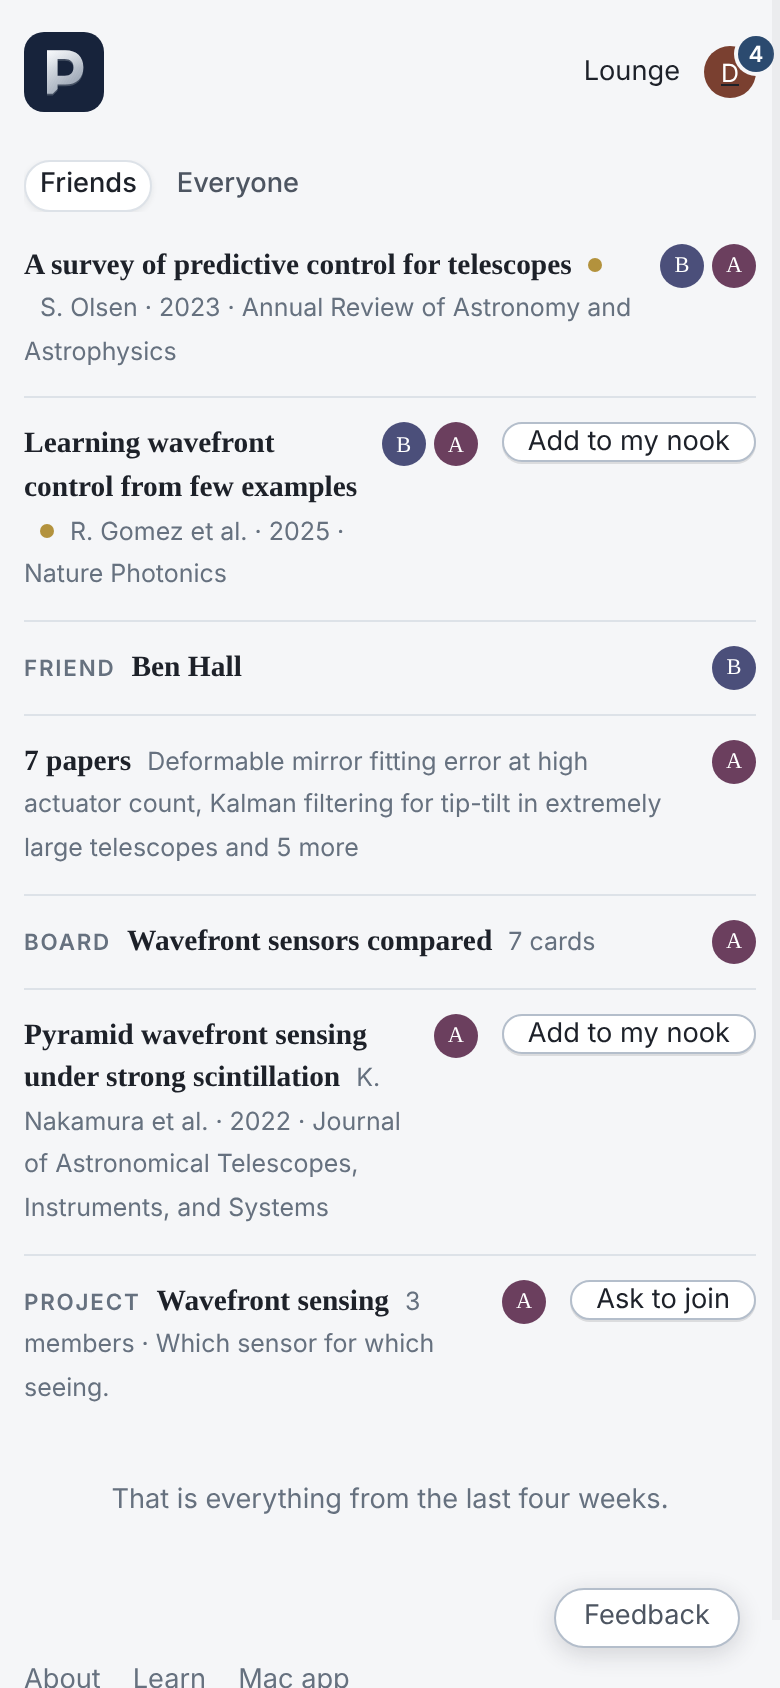 P
Lounge D 4
Friends Everyone
A survey of predictive control for telescopes B A
S. Olsen · 2023 · Annual Review of Astronomy and
Astrophysics
Learning wavefront B A Add to my nook
control from few examples
R. Gomez et al. · 2025 ·
Nature Photonics
FRIEND Ben Hall B
7 papers Deformable mirror fitting error at high A
actuator count, Kalman filtering for tip-tilt in extremely
large telescopes and 5 more
BOARD Wavefront sensors compared 7 cards A
Pyramid wavefront sensing A Add to my nook
under strong scintillation K.
Nakamura et al. · 2022 · Journal
of Astronomical Telescopes,
Instruments, and Systems
PROJECT Wavefront sensing 3 A Ask to join
members · Which sensor for which
seeing.
That is everything from the last four weeks.
Feedback
About Learn Mac app